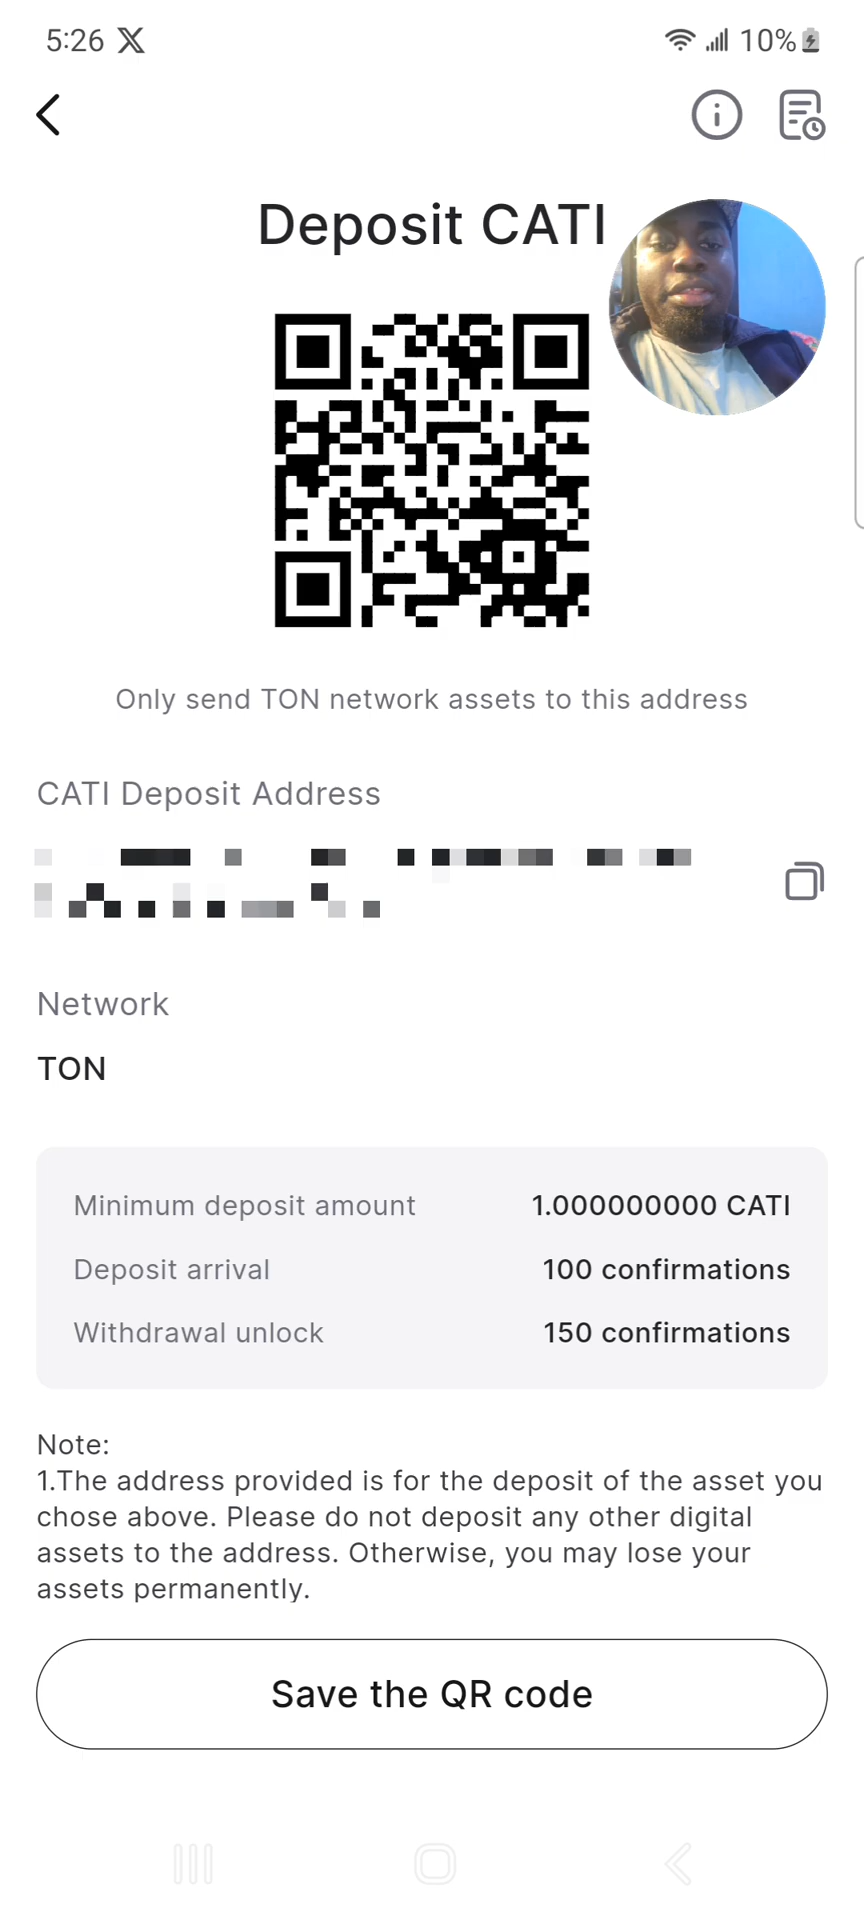 5:26 X 10%
Deposit CATI
Only send TON network assets to this address
CATI Deposit Address
Network
TON
Minimum deposit amount 1.000000000 CATI
Deposit arrival 100 confirmations
Withdrawal unlock 150 confirmations
Note:
1.The address provided is for the deposit of the asset you
chose above. Please do not deposit any other digital
assets to the address. Otherwise, you may lose your
assets permanently.
Save the QR code